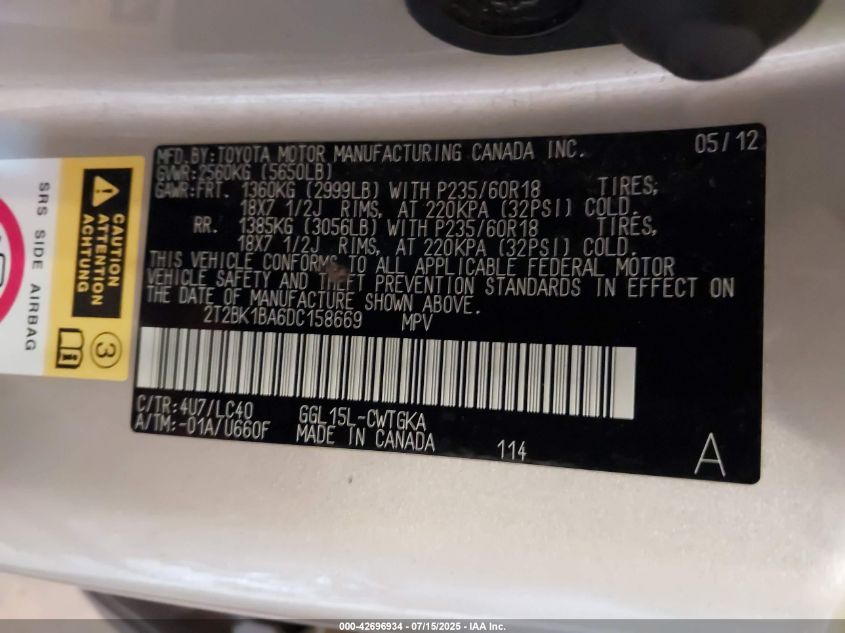 MFD.BY:TOYOTA MOTOR MANUFACTURING CANADA INC. 05/12
GVWR:2560KG (5650LB)
GAWR:FRT. 1360KG (2999LB) WITH P235/60R18 TIRES,
18X7 1/2J RIMS, AT 220KPA (32PSI) COLD.
RR. 1385KG (3056LB) WITH P235/60R18 TIRES,
18X7 1/2J RIMS, AT 220KPA (32PSI) COLD.
THIS VEHICLE CONFORMS TO ALL APPLICABLE FEDERAL MOTOR
VEHICLE SAFETY AND THEFT PREVENTION STANDARDS IN EFFECT ON
THE DATE OF MANUFACTURE SHOWN ABOVE.
2T2BK1BA6DC158669 MPV
C/TR:4U7/LC40 GGL15L-CWTGKA
A/TM:-01A/U660F MADE IN CANADA 114 A
CAUTION
ATTENTION
ACHTUNG
3
SRS SIDE AIRBAG
000-42696934 - 07/15/2025 - IAA Inc.